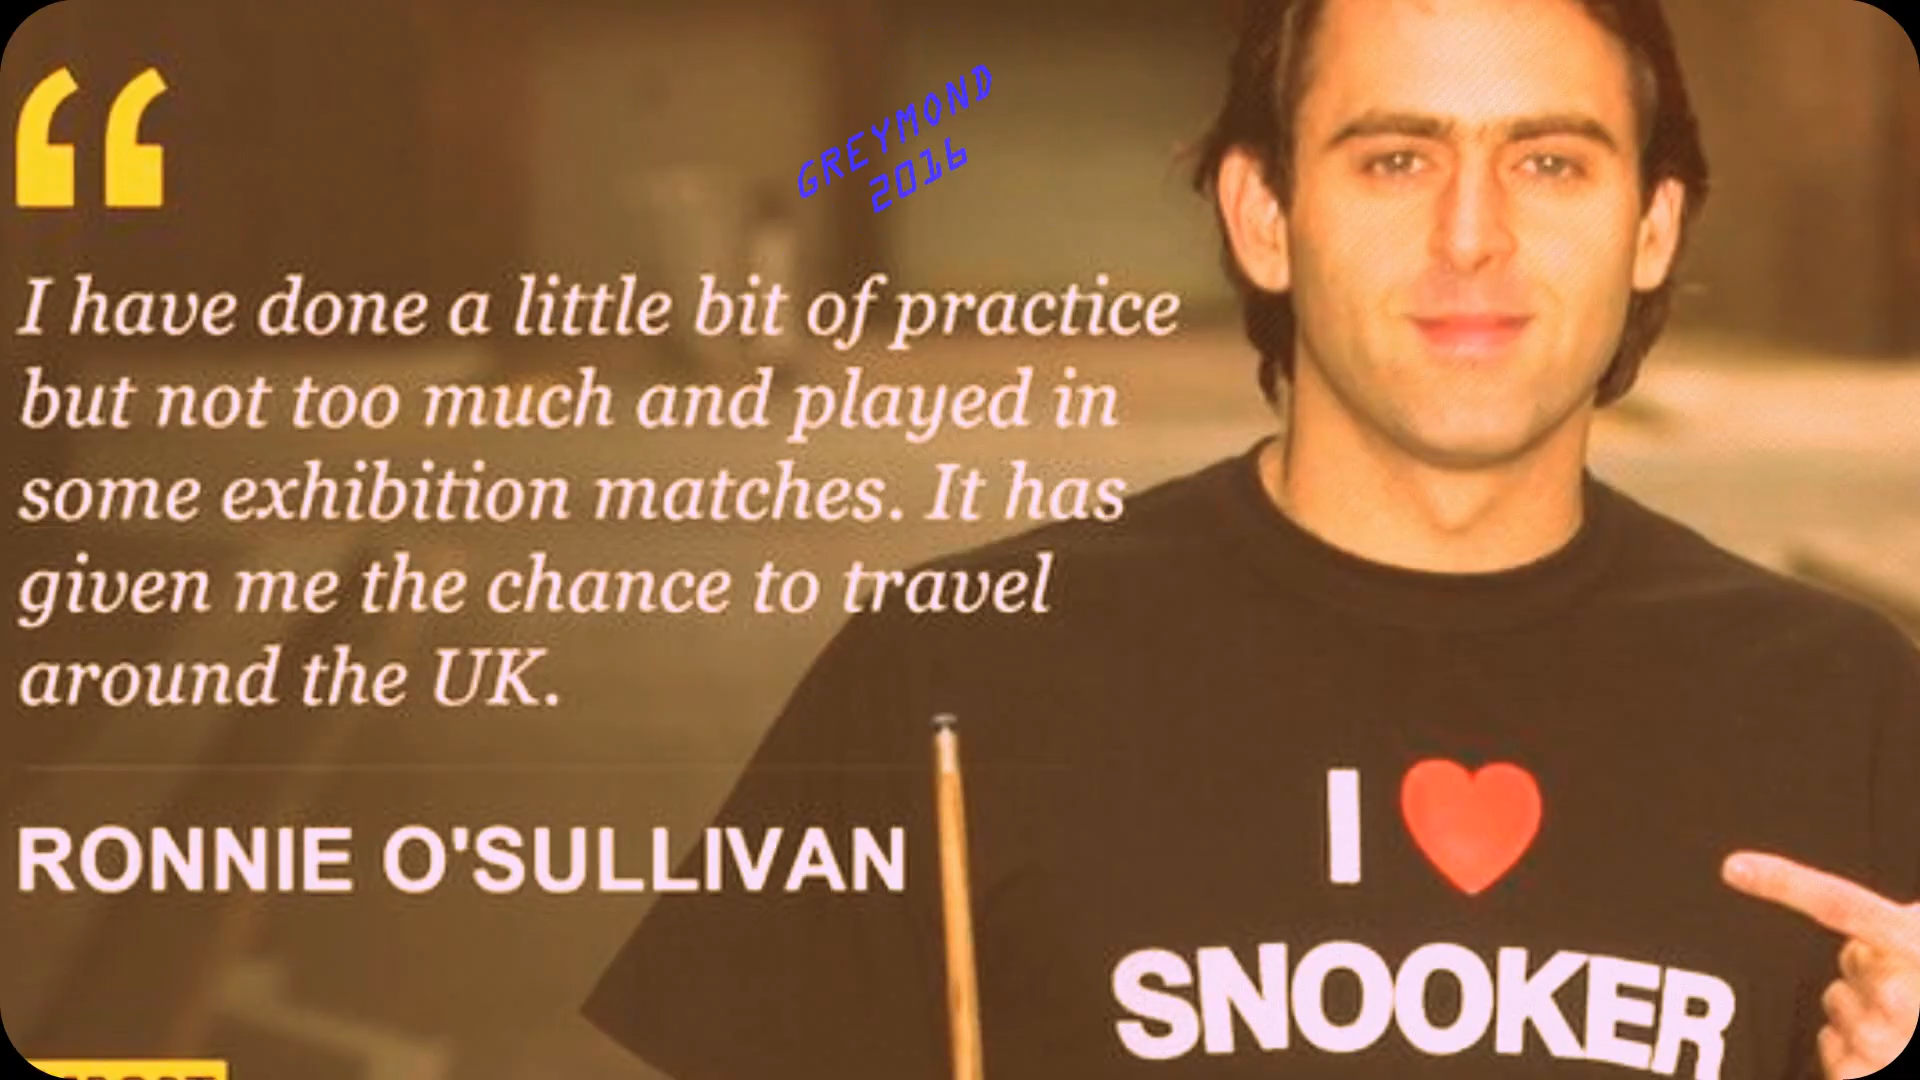 “
GREYMOND
2016
I have done a little bit of practice
but not too much and played in
some exhibition matches. It has
given me the chance to travel
around the UK.
RONNIE O'SULLIVAN
I ❤
SNOOKER